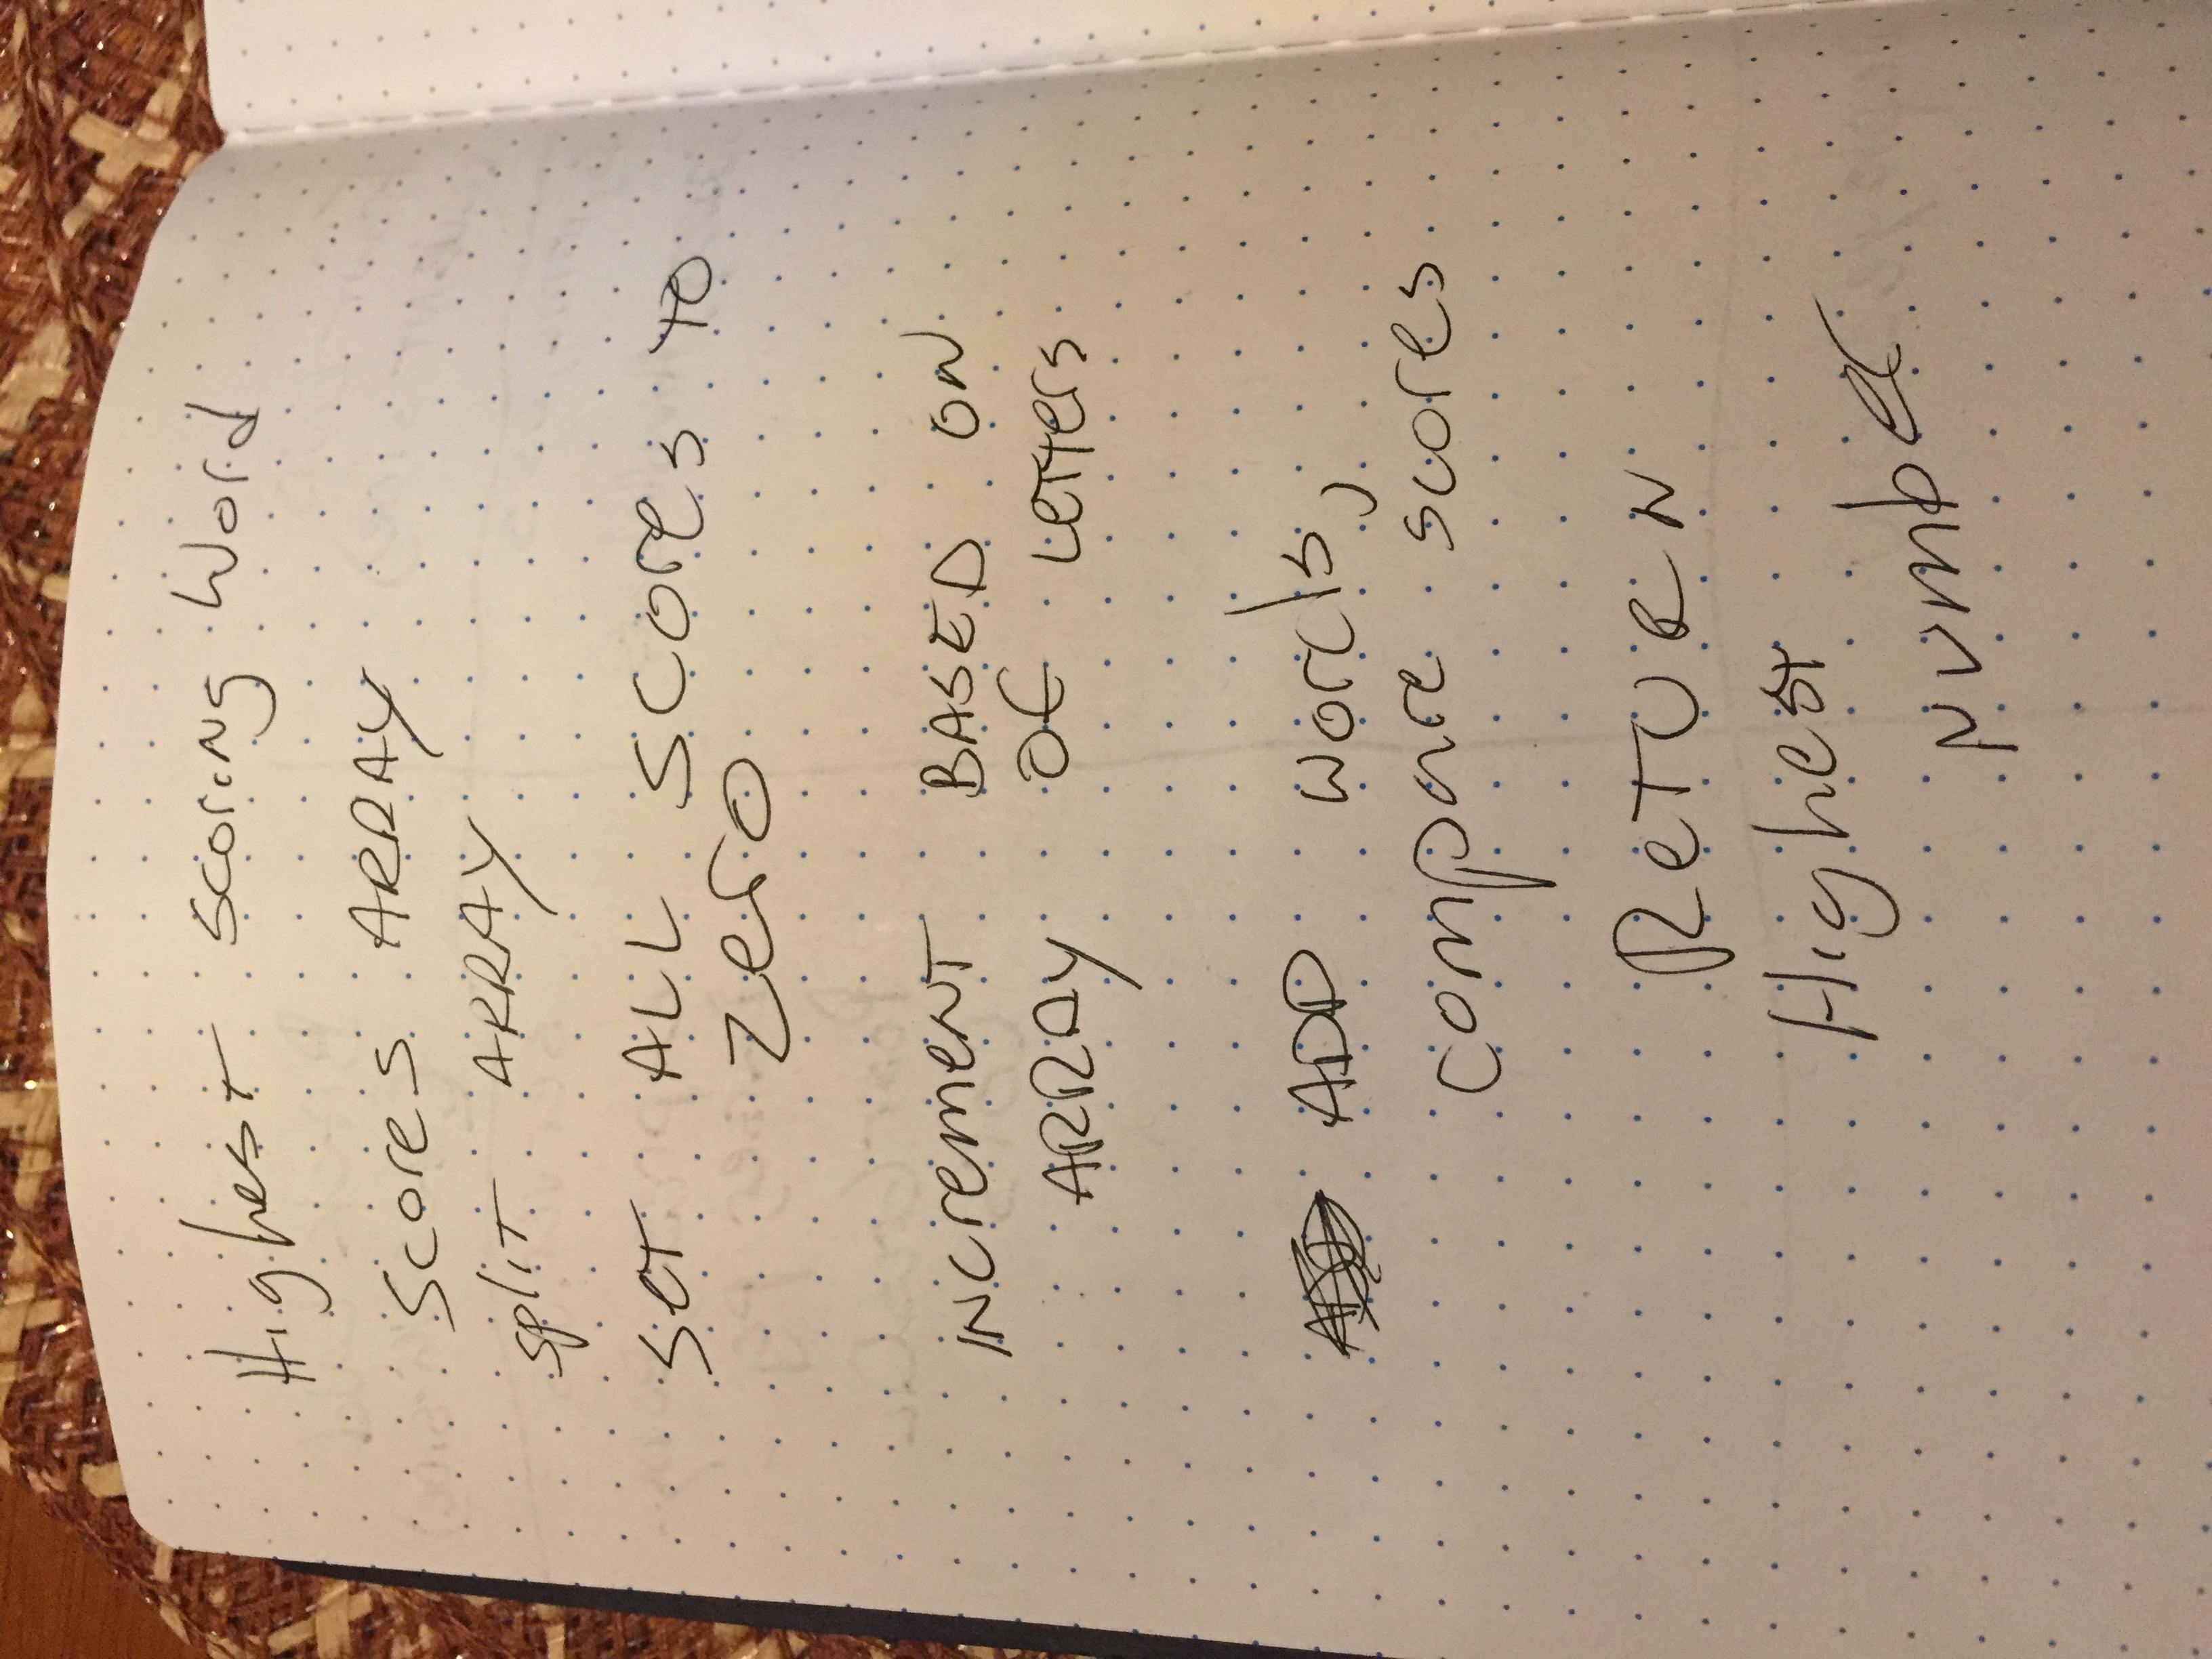 Highest scoring Word
Scores ARRAY
split ARRAY
set ALL scores to
zero
increment BASED ON
ARRAY OF Letters
ADD words,
compare scores
Return
Highest
Number